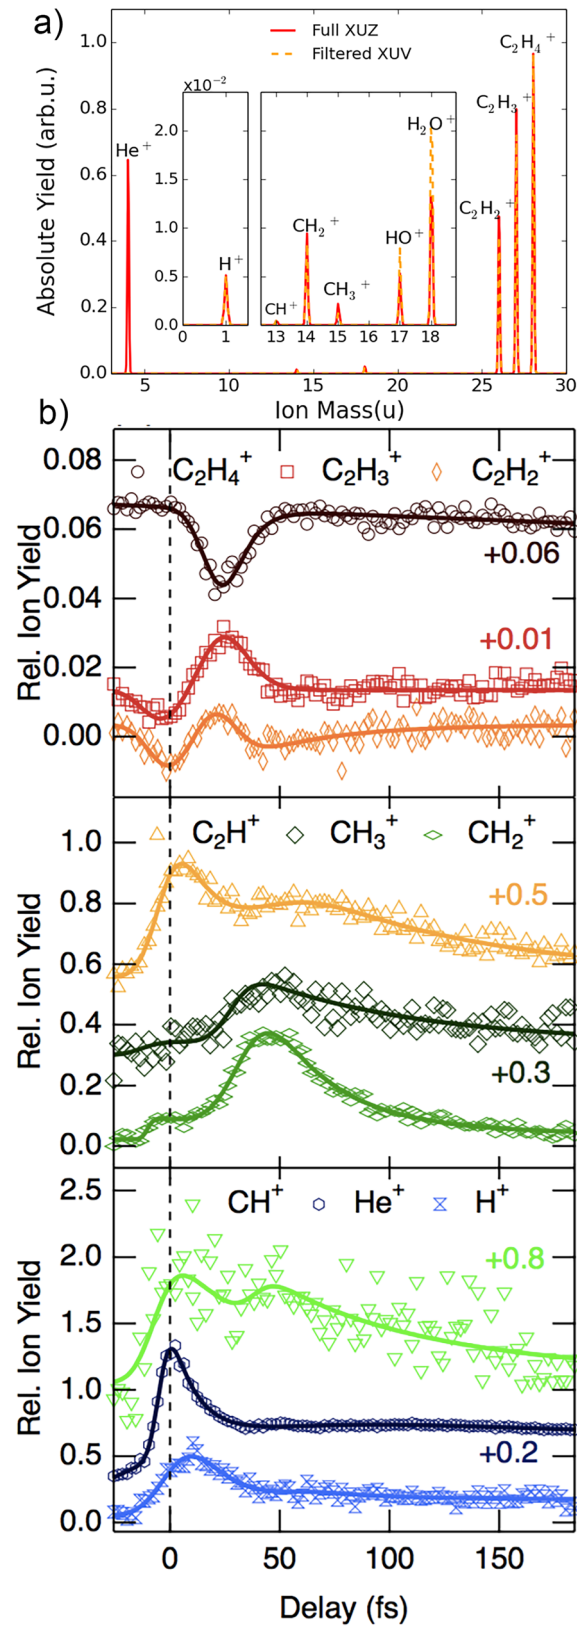 a)
Full XUZ
Filtered XUV
Absolute Yield (arb.u.)
1.0
0.8
0.6
0.4
0.2
0.0
He⁺
C₂H₂⁺
C₂H₃⁺
C₂H₄⁺
x10⁻²
2.0
1.0
0.5
0.0
H⁺
CH⁺
CH₂⁺
CH₃⁺
HO⁺
H₂O⁺
0 1 13 14 15 16 17 18
5 10 15 20 25 30
Ion Mass(u)
b)
C₂H₄⁺ C₂H₃⁺ C₂H₂⁺
Rel. Ion Yield
0.08
0.06
0.04
0.02
0.00
+0.06
+0.01
C₂H⁺ CH₃⁺ CH₂⁺
Rel. Ion Yield
1.0
0.8
0.6
0.4
0.2
0.0
+0.5
+0.3
CH⁺ He⁺ H⁺
Rel. Ion Yield
2.5
2.0
1.5
1.0
0.5
0.0
+0.8
+0.2
0 50 100 150
Delay (fs)